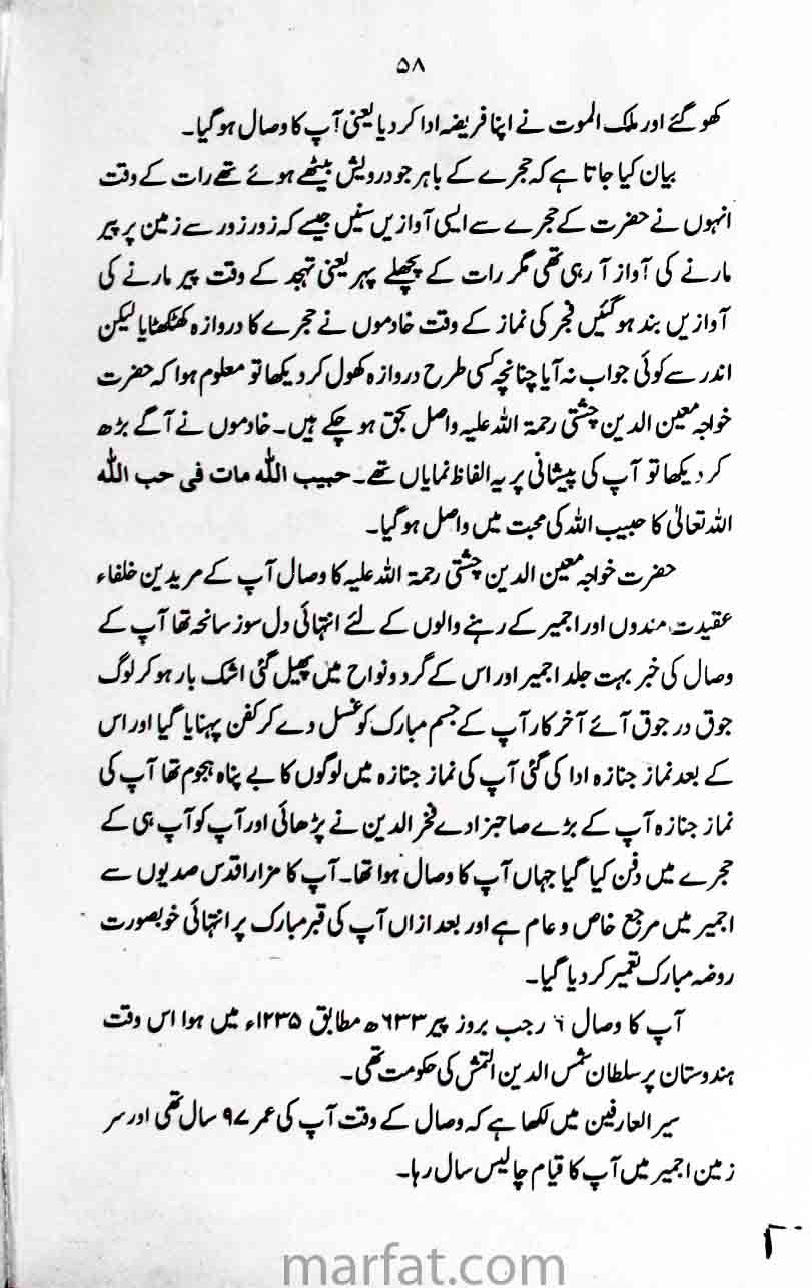 ۵۸
کھو گئے اور ملک الموت نے اپنا فریضہ ادا کر دیا یعنی آپ کا وصال ہو گیا۔
بیان کیا جاتا ہے کہ حجرے کے باہر جو درویش بیٹھے ہوئے تھے رات کے وقت
انہوں نے حضرت کے حجرے سے ایسی آوازیں سنیں جیسے کہ زور زور سے زمین پر پیر
مارنے کی آواز آ رہی تھی مگر رات کے پچھلے پہر یعنی تہجد کے وقت پیر مارنے کی
آوازیں بند ہو گئیں فجر کی نماز کے وقت خادموں نے حجرے کا دروازہ کھٹکھٹایا لیکن
اندر سے کوئی جواب نہ آیا چنانچہ کسی طرح دروازہ کھول کر دیکھا تو معلوم ہوا کہ حضرت
خواجہ معین الدین چشتی رحمۃ اللہ علیہ واصل بحق ہو چکے ہیں۔ خادموں نے آگے بڑھ
کر دیکھا تو آپ کی پیشانی پر یہ الفاظ نمایاں تھے۔ حبیب اللّٰہ مات فی حب اللّٰہ
اللہ تعالیٰ کا حبیب اللہ کی محبت میں واصل ہو گیا۔
حضرت خواجہ معین الدین چشتی رحمۃ اللہ علیہ کا وصال آپ کے مریدین خلفاء
عقیدت مندوں اور اجمیر کے رہنے والوں کے لئے انتہائی دل سوز سانحہ تھا آپ کے
وصال کی خبر بہت جلد اجمیر اور اس کے گرد و نواح میں پھیل گئی اشک بار ہو کر لوگ
جوق در جوق آئے آخر کار آپ کے جسم مبارک کو غسل دے کر کفن پہنایا گیا اور اس
کے بعد نماز جنازہ ادا کی گئی آپ کی نماز جنازہ میں لوگوں کا بے پناہ ہجوم تھا آپ کی
نماز جنازہ آپ کے بڑے صاحبزادے فخر الدین نے پڑھائی اور آپ کو آپ ہی کے
حجرے میں دفن کیا گیا جہاں آپ کا وصال ہوا تھا۔ آپ کا مزار اقدس صدیوں سے
اجمیر میں مرجع خاص و عام ہے اور بعد ازاں آپ کی قبر مبارک پر انتہائی خوبصورت
روضہ مبارک تعمیر کر دیا گیا۔
آپ کا وصال ٦ رجب بروز پیر ٦٣٣ھ مطابق ١٢٣۵ء میں ہوا اس وقت
ہندوستان پر سلطان شمس الدین التمش کی حکومت تھی۔
سیر العارفین میں لکھا ہے کہ وصال کے وقت آپ کی عمر ٩٧ سال تھی اور سر
زمین اجمیر میں آپ کا قیام چالیس سال رہا۔
marfat.com